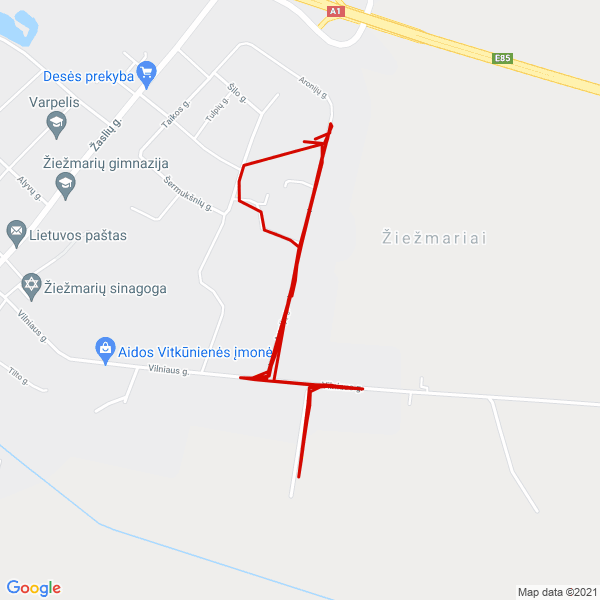 A1
E85
Desės prekyba
Aronijų g.
Šilo g.
Varpelis
Tulpių g.
Taikos g.
Žaslių g.
Žiežmarių gimnazija
Alyvų g.
Šermukšnių g.
Lietuvos paštas
Žiežmariai
Žiežmarių sinagoga
Vilniaus g.
Aidos Vitkūnienės įmonė
Vilniaus g.
Tilto g.
Vilniaus g.
Google
Map data ©2021